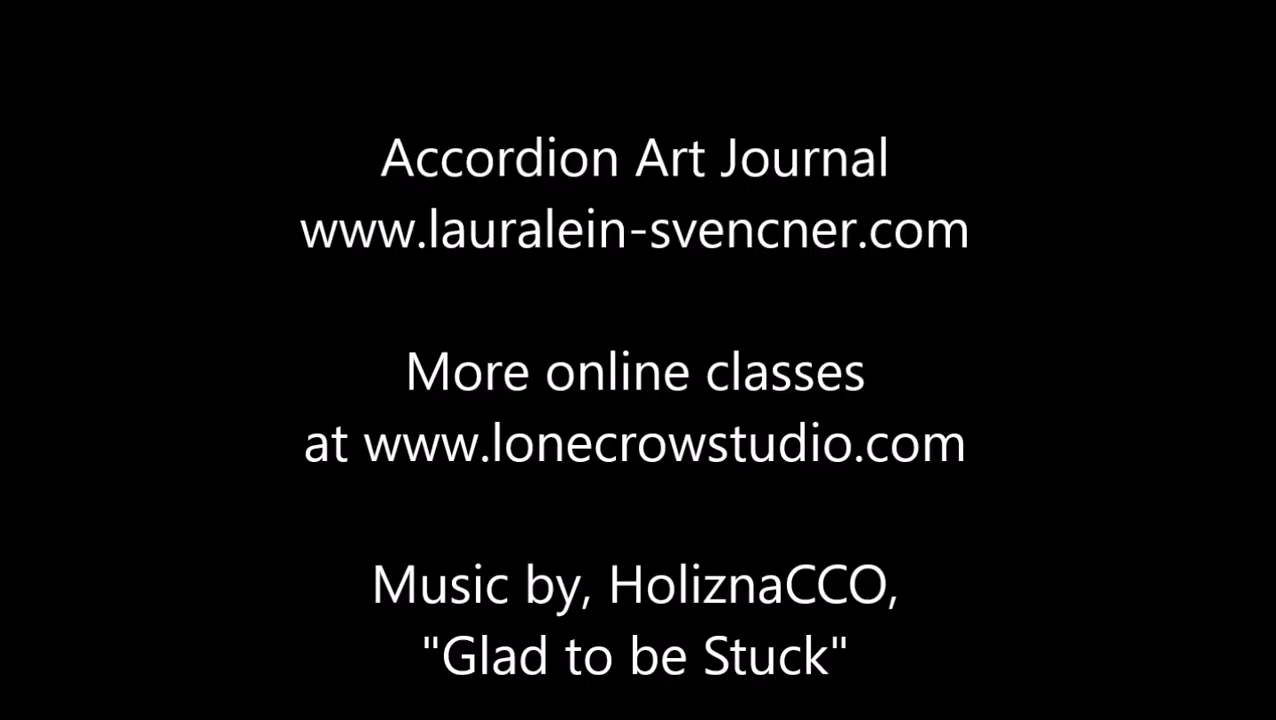 Accordion Art Journal
www.lauralein-svencner.com
More online classes
at www.lonecrowstudio.com
Music by, HoliznaCCO,
"Glad to be Stuck"